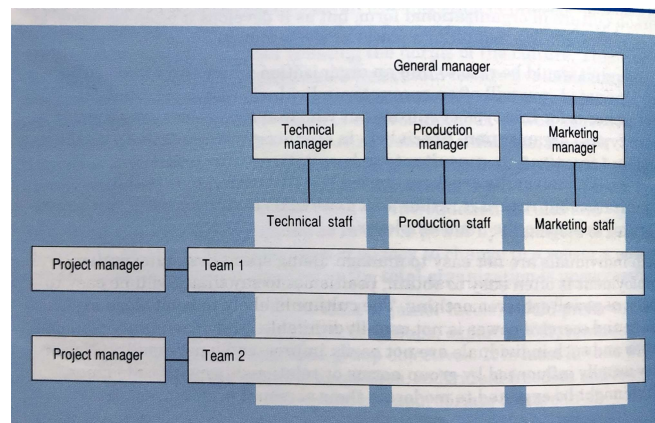 General manager
Technical
manager
Production
manager
Marketing
manager
Technical staff
Production staff
Marketing staff
Project manager
Team 1
Project manager
Team 2